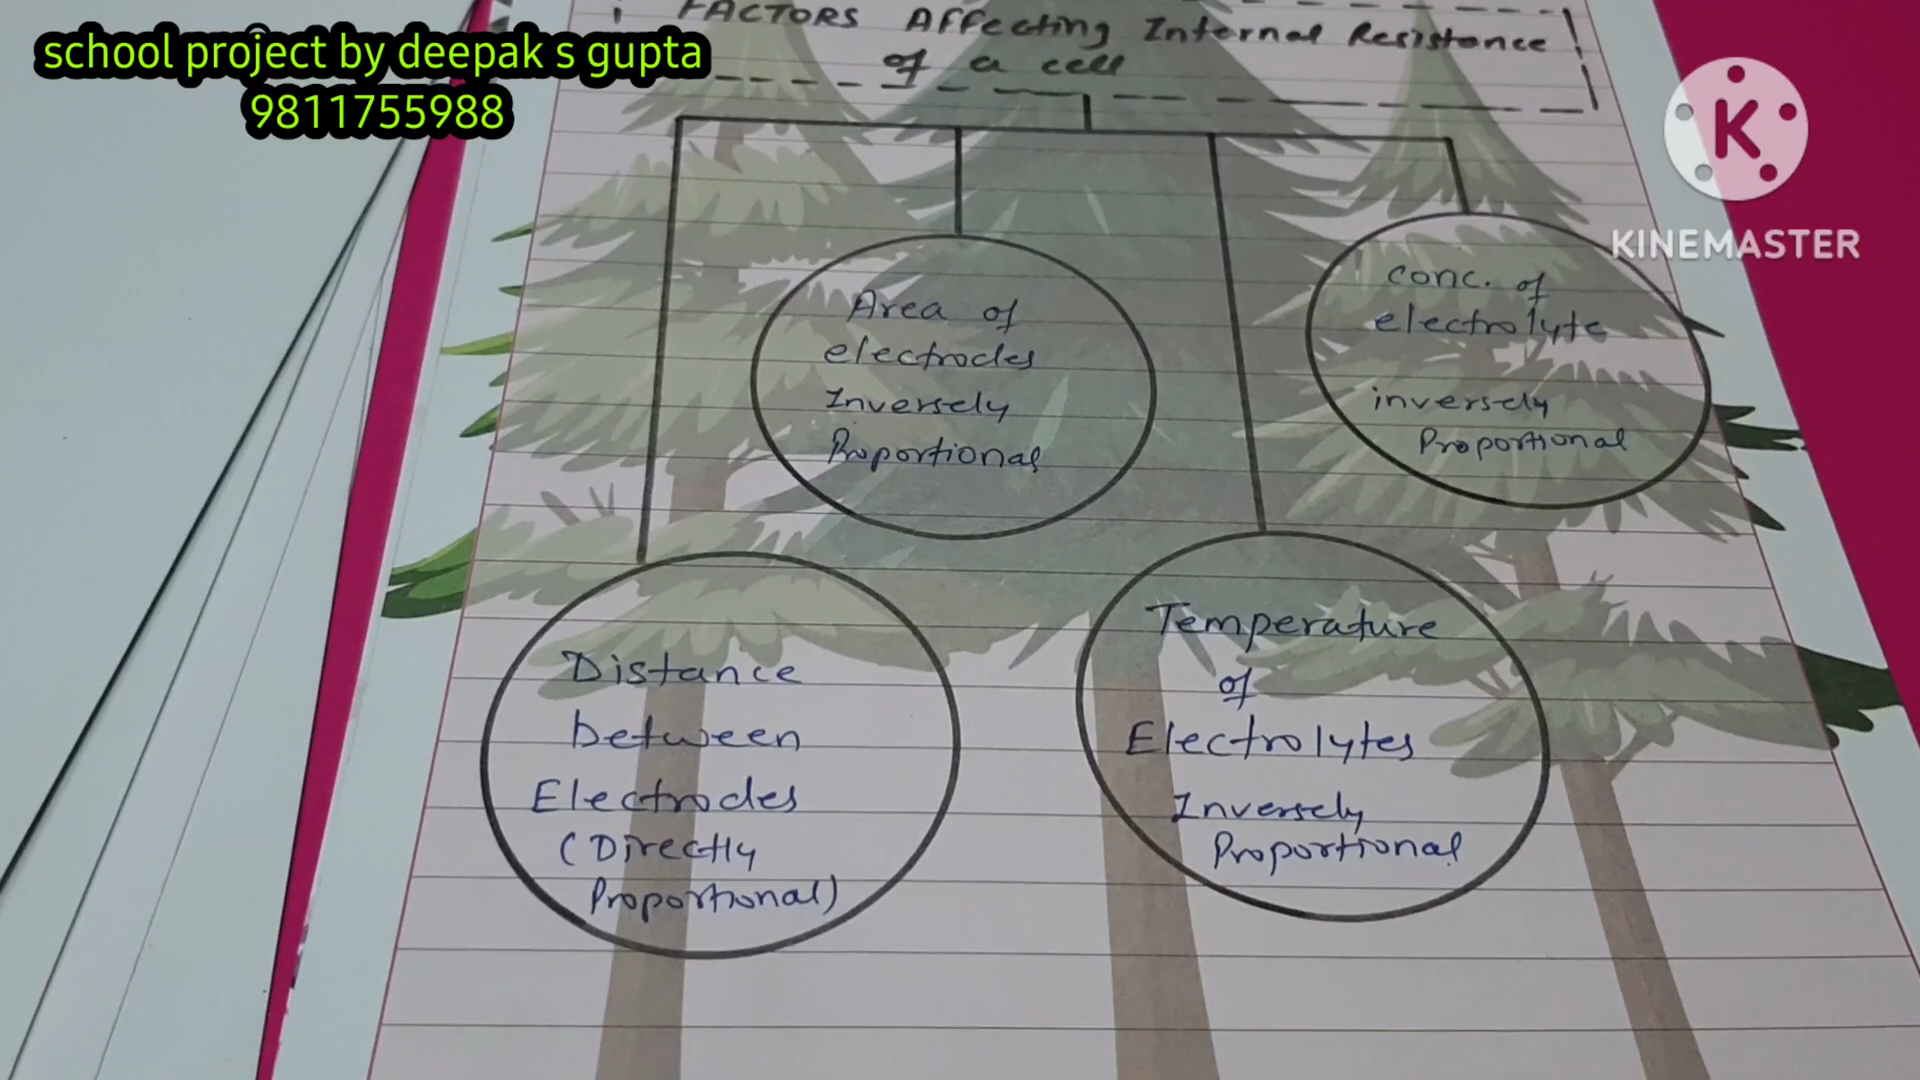 school project by deepak s gupta
9811755988
FACTORS Affecting Internal Resistance
of a cell
K
KINEMASTER
Area of
electrodes
Inversely
Proportional
conc. of
electrolyte
inversely
Proportional
Distance
between
Electrodes
(Directly
Proportional)
Temperature
of
Electrolytes
Inversely
Proportional